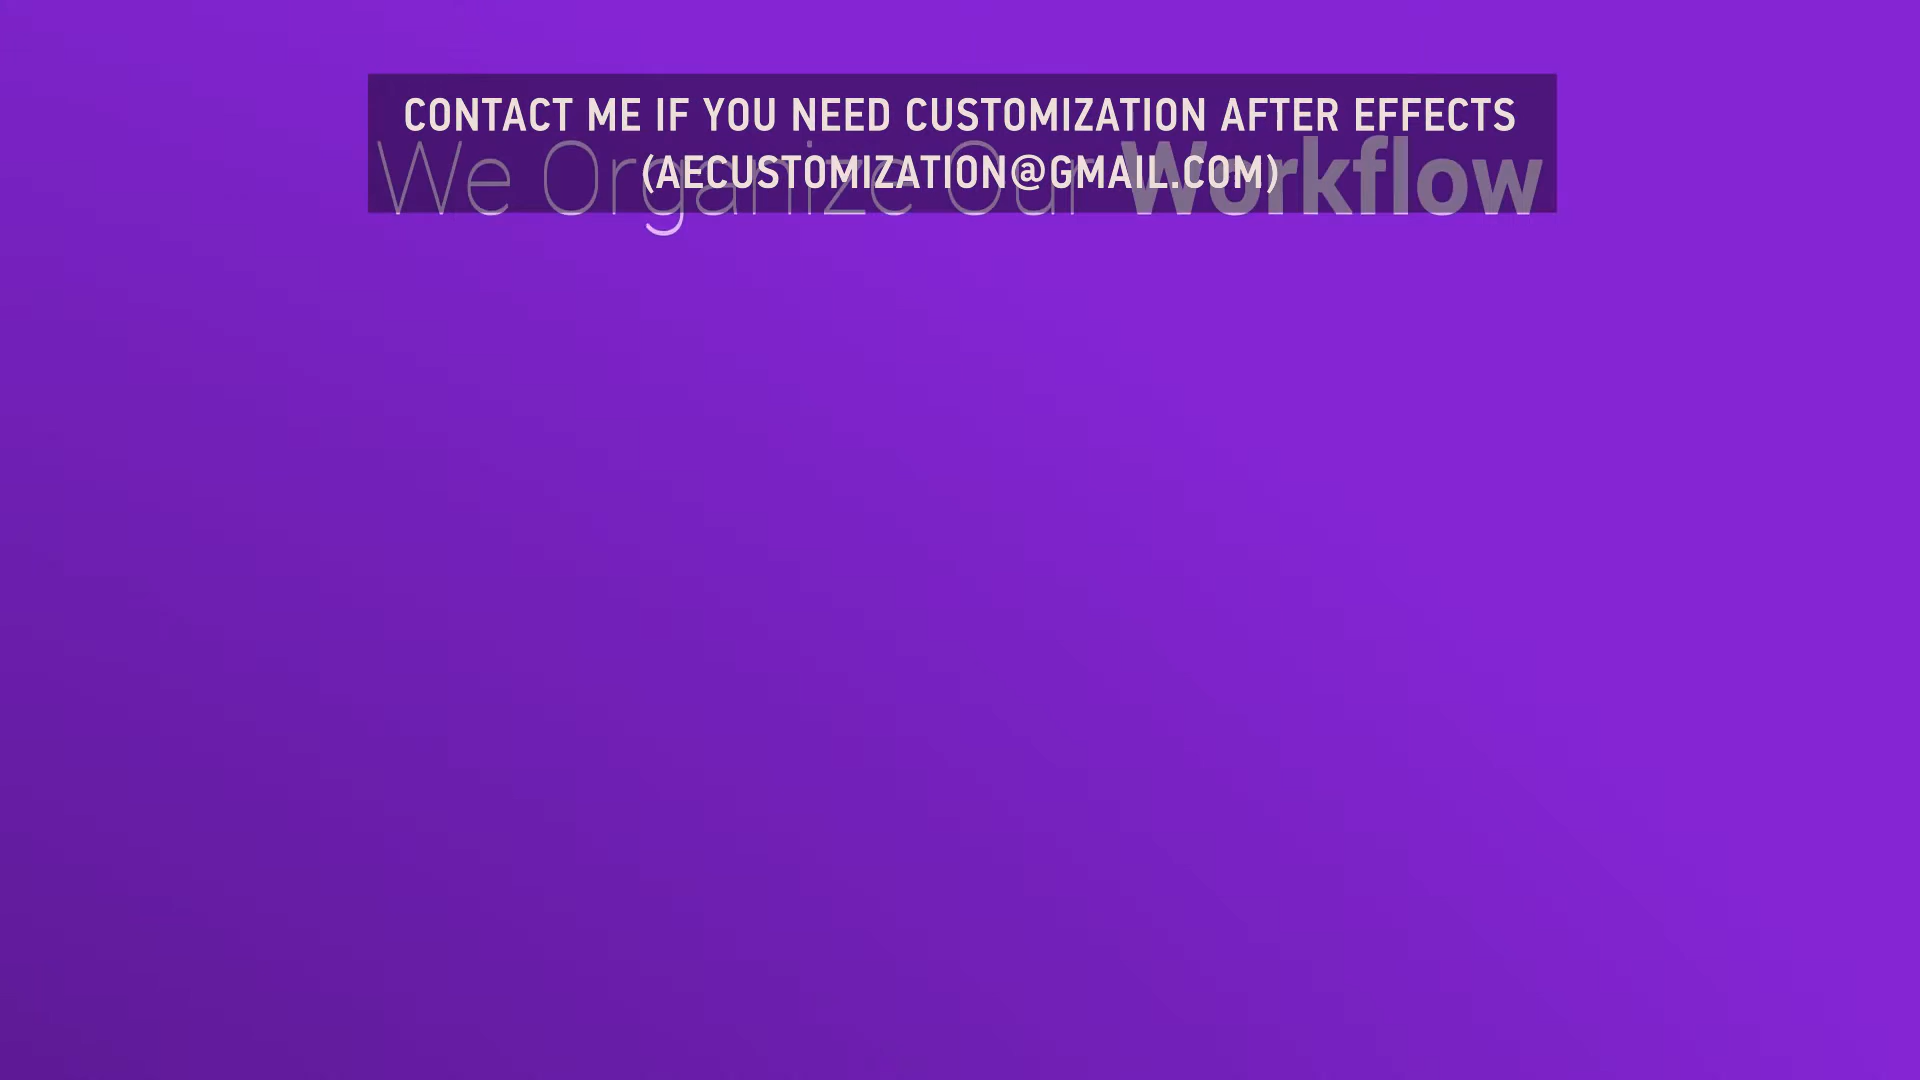 CONTACT ME IF YOU NEED CUSTOMIZATION AFTER EFFECTS
(AECUSTOMIZATION@GMAIL.COM)
We Organize Our Workflow